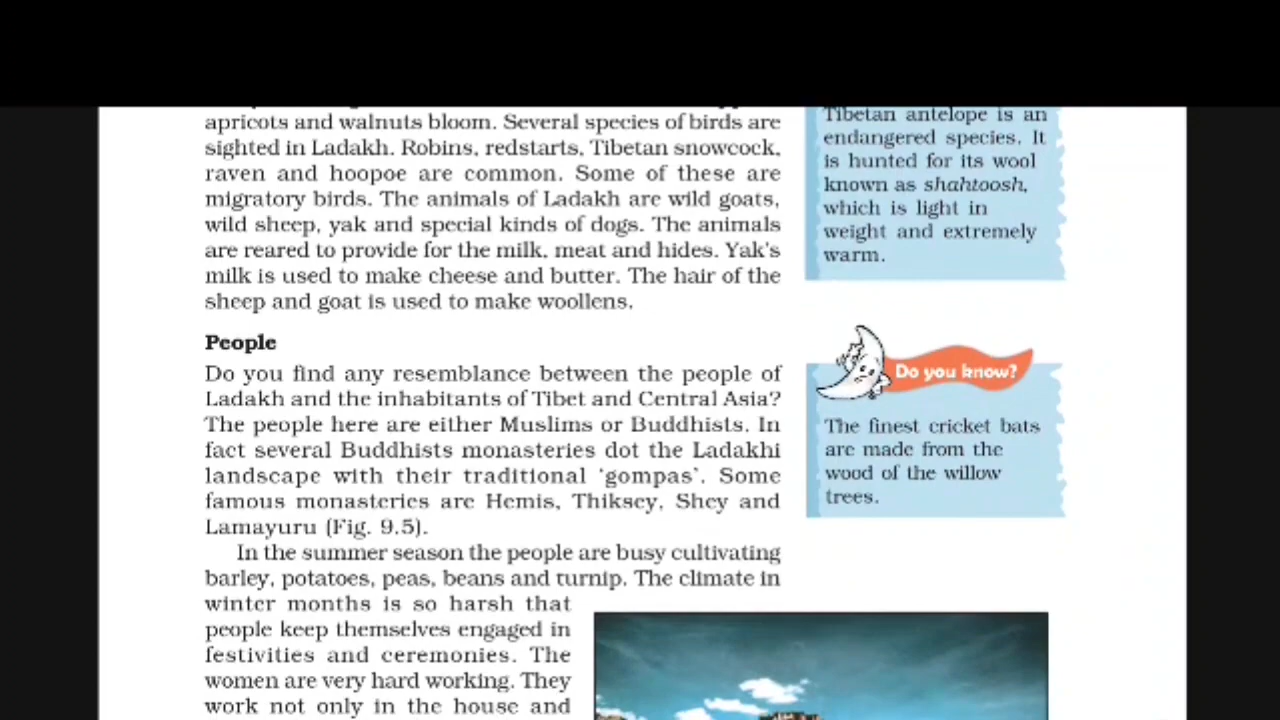 apricots and walnuts bloom. Several species of birds are
sighted in Ladakh. Robins, redstarts, Tibetan snowcock,
raven and hoopoe are common. Some of these are
migratory birds. The animals of Ladakh are wild goats,
wild sheep, yak and special kinds of dogs. The animals
are reared to provide for the milk, meat and hides. Yak's
milk is used to make cheese and butter. The hair of the
sheep and goat is used to make woollens.
People
Do you find any resemblance between the people of
Ladakh and the inhabitants of Tibet and Central Asia?
The people here are either Muslims or Buddhists. In
fact several Buddhists monasteries dot the Ladakhi
landscape with their traditional ‘gompas’. Some
famous monasteries are Hemis, Thiksey, Shey and
Lamayuru (Fig. 9.5).
In the summer season the people are busy cultivating
barley, potatoes, peas, beans and turnip. The climate in
winter months is so harsh that
people keep themselves engaged in
festivities and ceremonies. The
women are very hard working. They
work not only in the house and
Tibetan antelope is an
endangered species. It
is hunted for its wool
known as shahtoosh,
which is light in
weight and extremely
warm.
Do you know?
The finest cricket bats
are made from the
wood of the willow
trees.